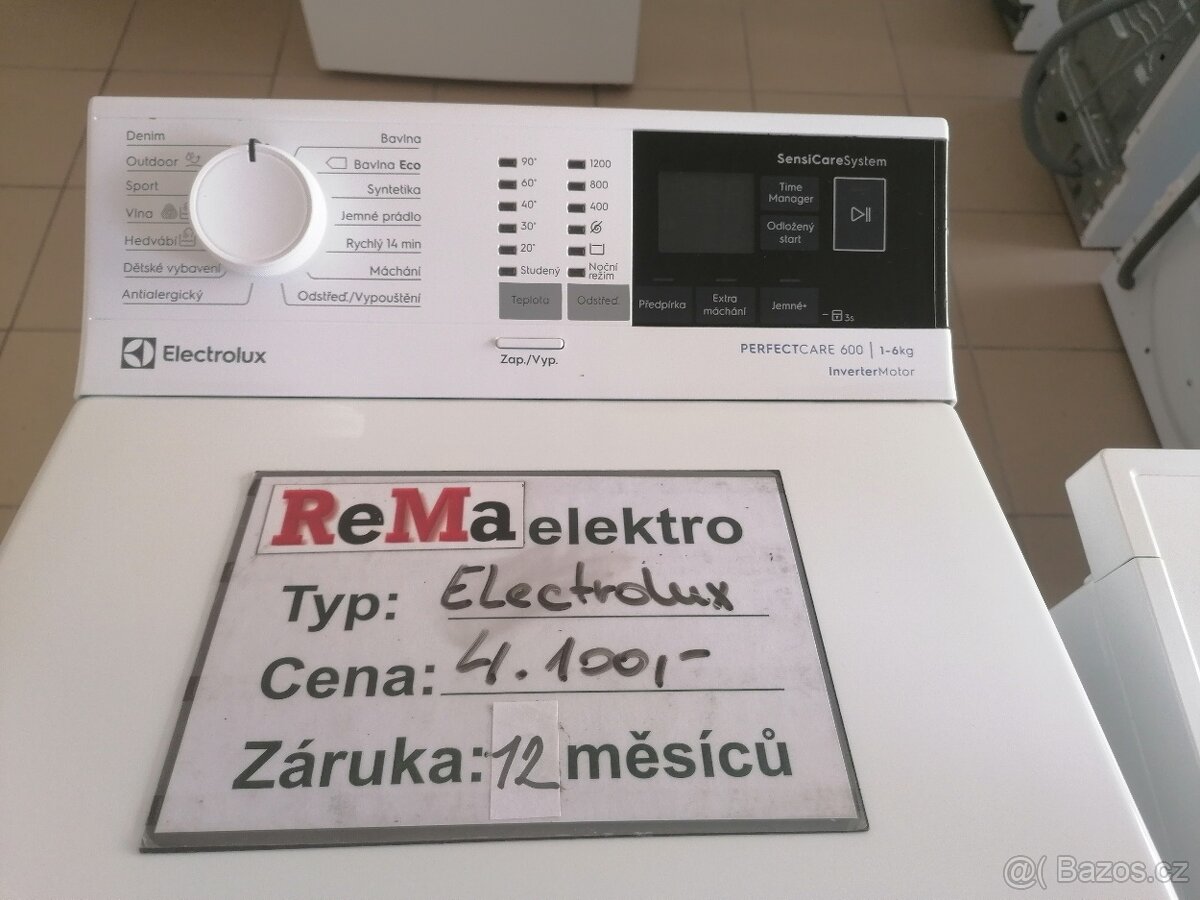 Denim
Outdoor
Sport
Vlna
Hedvábí
Dětské vybavení
Antialergický
Bavlna
Bavlna Eco
Syntetika
Jemné prádlo
Rychlý 14 min
Máchání
Odstřeď./Vypouštění
90°
60°
40°
30°
20°
Studený
Teplota
1200
800
400
Noční režim
Odstřeď.
SensiCareSystem
Time Manager
Odložený start
Předpírka
Extra máchání
Jemné+
3s
Electrolux
Zap./Vyp.
PERFECTCARE 600 | 1-6kg
InverterMotor
ReMa elektro
Typ: Electrolux
Cena: 4.100,-
Záruka: 12 měsíců
@( Bazos.cz